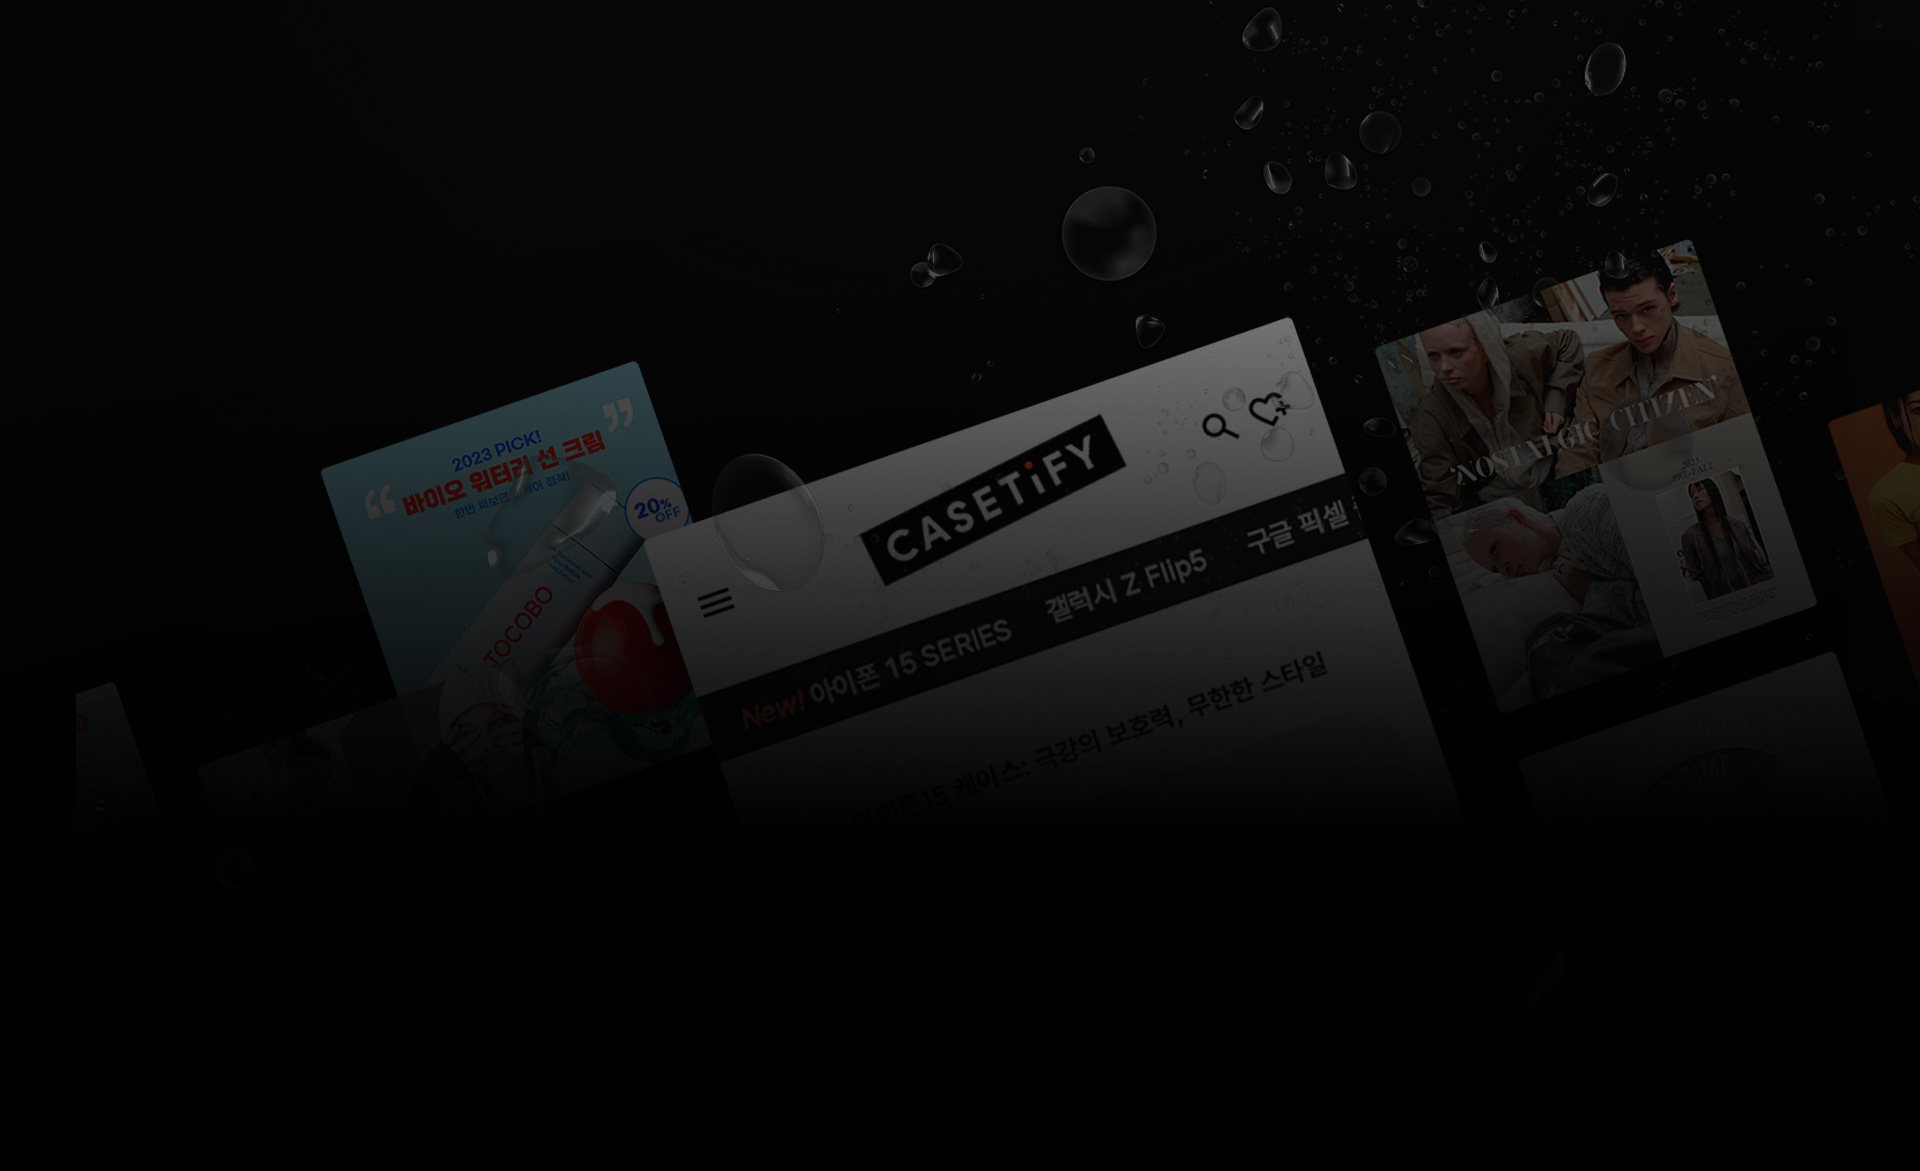 “
2023 PICK!
바이오 워터리 선 크림
”
20%
OFF
TOCOBO
CASETiFY
New! 아이폰 15 SERIES 갤럭시 Z Flip5 구글 픽셀
아이폰15 케이스: 극강의 보호력, 무한한 스타일
'NOSTALGIC CITIZEN'
2023
PRE-FALL